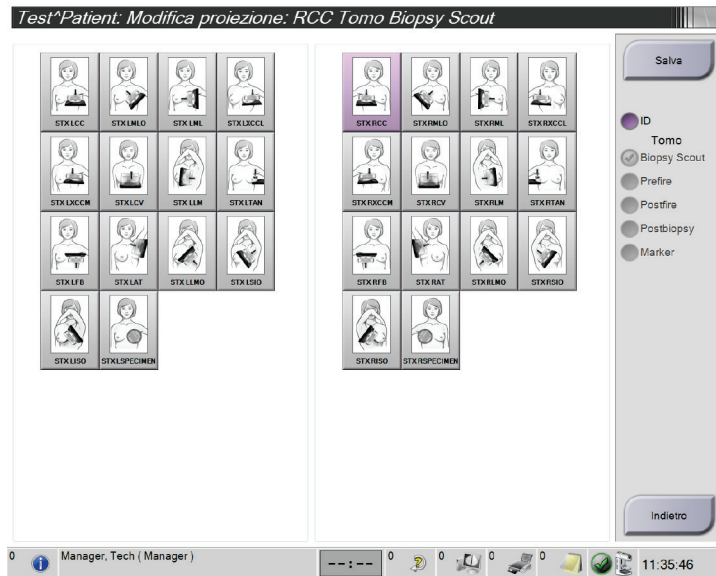 Test^Patient: Modifica proiezione: RCC Tomo Biopsy Scout
STX LCC STX LMLO STX LML STX LXCCL
STX LXCCM STX LCV STX LLM STX LTAN
STX LFB STX LAT STX LLMO STX LSIO
STX LISO STX LSPECIMEN
STX RCC STX RMLO STX RML STX RXCCL
STX RXCCM STX RCV STX RLM STX RTAN
STX RFB STX RAT STX RLMO STX RSIO
STX RISO STX RSPECIMEN
Salva
ID
Tomo
Biopsy Scout
Prefire
Postfire
Postbiopsy
Marker
Indietro
0 Manager, Tech ( Manager ) --:-- 0 0 0 0 11:35:46